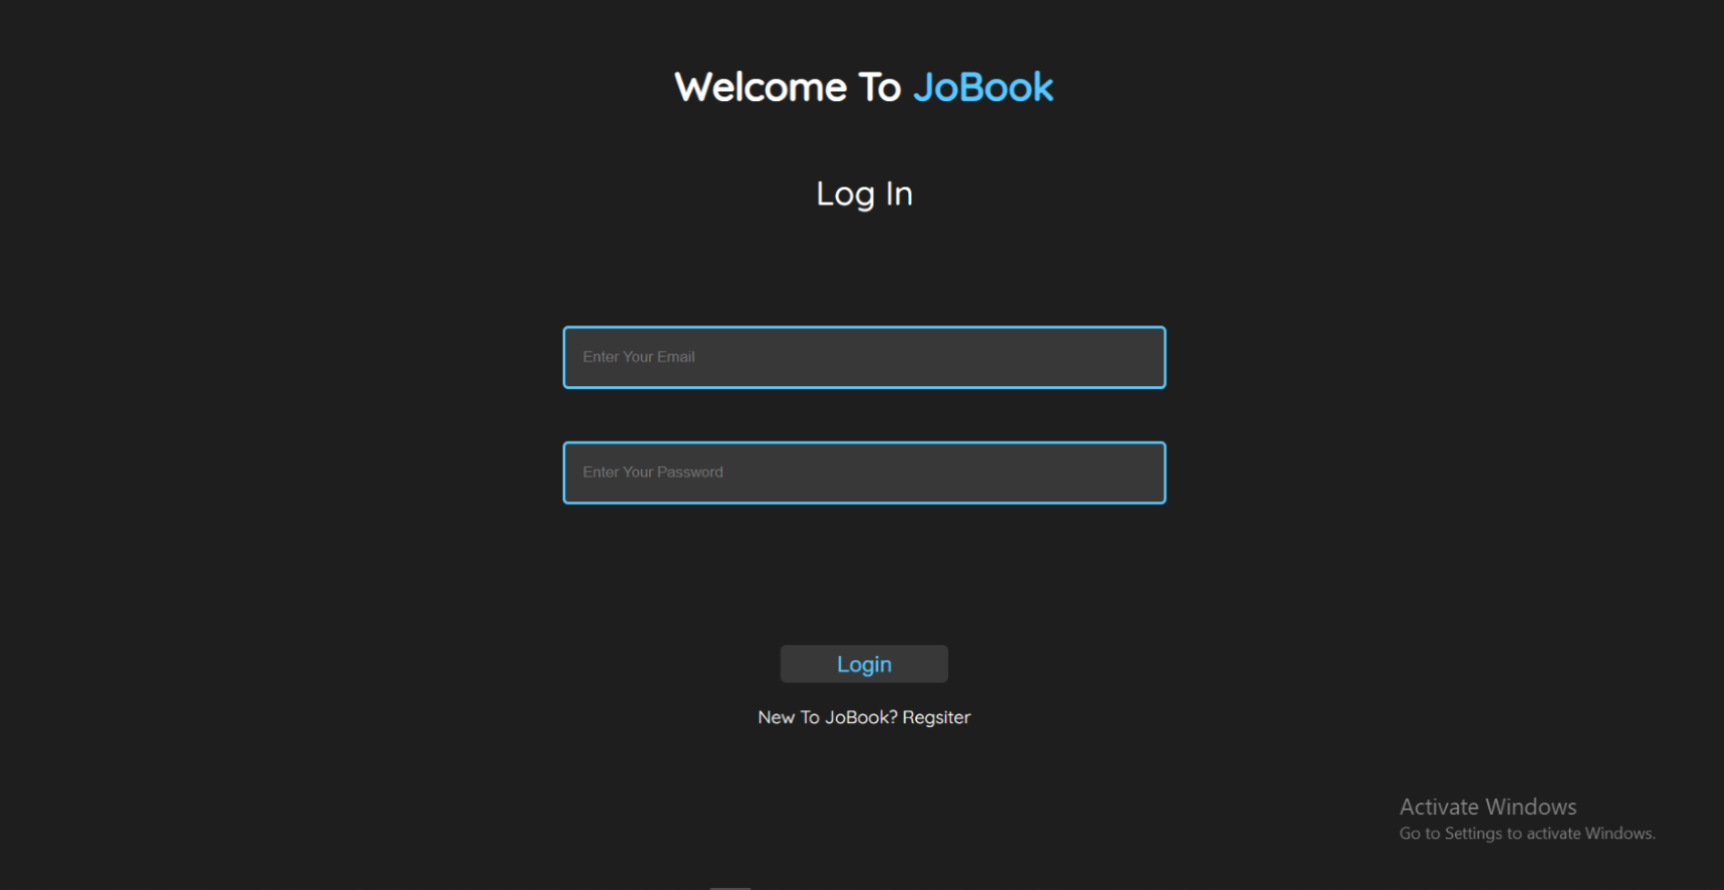 Welcome To JoBook
Log In
Enter Your Email
Enter Your Password
Login
New To JoBook? Regsiter
Activate Windows
Go to Settings to activate Windows.